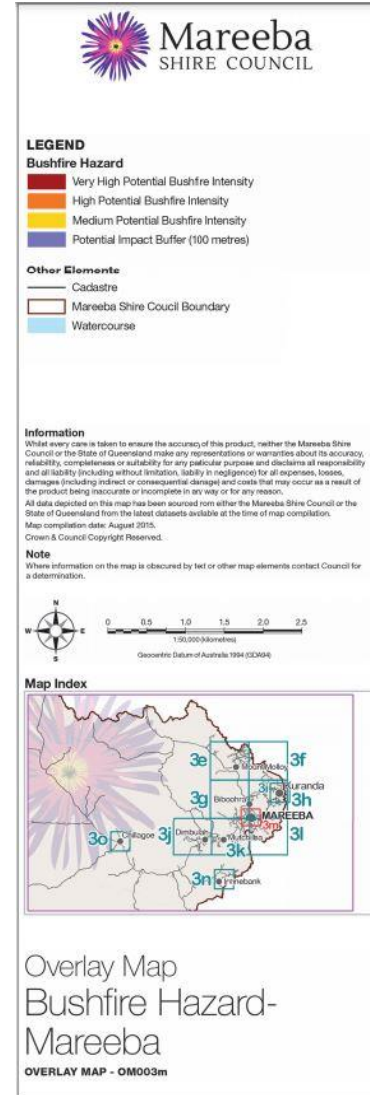 Mareeba
SHIRE COUNCIL
LEGEND
Bushfire Hazard
Very High Potential Bushfire Intensity
High Potential Bushfire Intensity
Medium Potential Bushfire Intensity
Potential Impact Buffer (100 metres)
Other Elements
Cadastre
Mareeba Shire Coucil Boundary
Watercourse
Information
Whilst every care is taken to ensure the accuracy of this product, neither the Mareeba Shire
Council or the State of Queensland make any representations or warranties about its accuracy,
reliability, completeness or suitability for any paticular purpose and disclaims all responsibility
and all liability (including without limitation, liabilly in negligence) for all expenses, losses,
damages (including indirect or consequential danage) and costs that may occur as a result of
the product being inaccurate or incomplete in any way or for any reason.
All data depicted on this map has been sourced rom either the Mareeba Shire Council or the
State of Queensland from the latest datasets avalable at the time of map compilation.
Map compilation date: August 2015.
Crown & Council Copyright Reserved.
Note
Where information on the map is obscured by text or other map elements contact Council for
a determination.
N
W E
S
0 0.5 1.0 1.5 2.0 2.5
1:50,000 (kilometres)
Geocentric Datum of Australia 1994 (GDA94)
Map Index
3e 3f
Mount Molloy
3i Kuranda
3g Biboohra 3h
MAREEBA
3m
3o Chillagoe 3j Dimbulah Mutchilba 3l
3k
3n Irvinebank
Overlay Map
Bushfire Hazard-
Mareeba
OVERLAY MAP - OM003m